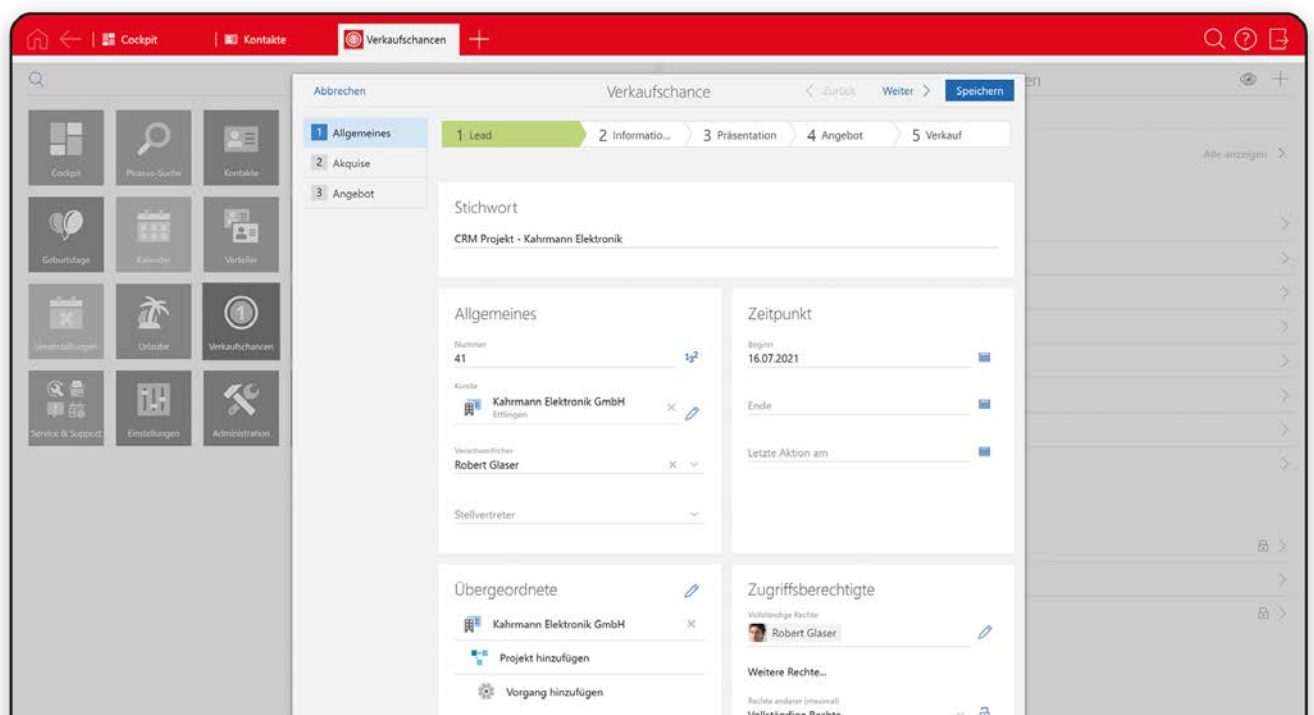 Cockpit
Kontakte
Verkaufschancen
Abbrechen
Verkaufschance
Zurück
Weiter
Speichern
en
1 Allgemeines
2 Akquise
3 Angebot
1 Lead
2 Informatio...
3 Präsentation
4 Angebot
5 Verkauf
Alle anzeigen
Cockpit
Picasso-Suche
Kontakte
Geburtstage
Kalender
Verteiler
Veranstaltungen
Urlaube
1
Verkaufschancen
Service & Support
Einstellungen
Administration
Stichwort
CRM Projekt - Kahrmann Elektronik
Allgemeines
Nummer
41
Kunde
Kahrmann Elektronik GmbH
Ettlingen
Verantwortlicher
Robert Glaser
Stellvertreter
Zeitpunkt
Beginn
16.07.2021
Ende
Letzte Aktion am
Übergeordnete
Kahrmann Elektronik GmbH
Projekt hinzufügen
Vorgang hinzufügen
Zugriffsberechtigte
Vollständige Rechte
Robert Glaser
Weitere Rechte...
Rechte anderer (maximal)
Vollständige Rechte